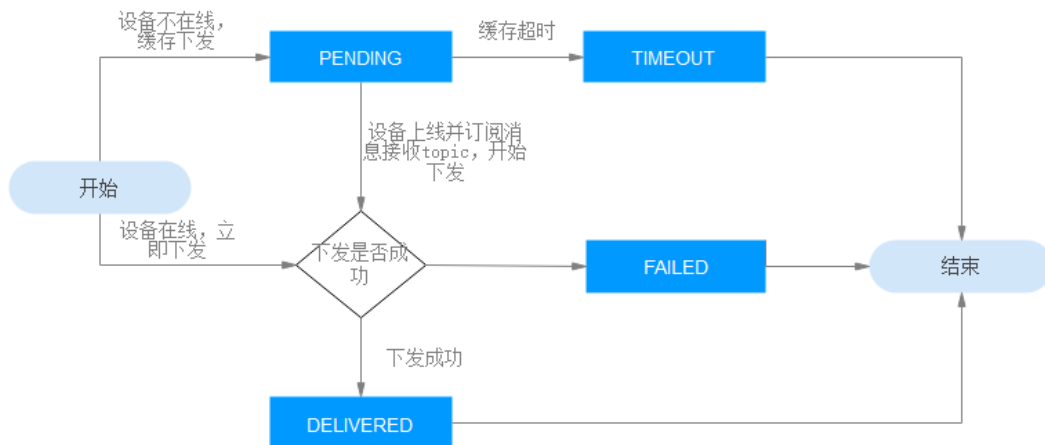 设备不在线，
缓存下发
PENDING
缓存超时
TIMEOUT
设备上线并订阅消
息接收topic，开始
下发
开始
设备在线，立
即下发
下发是否成
功
FAILED
结束
下发成功
DELIVERED